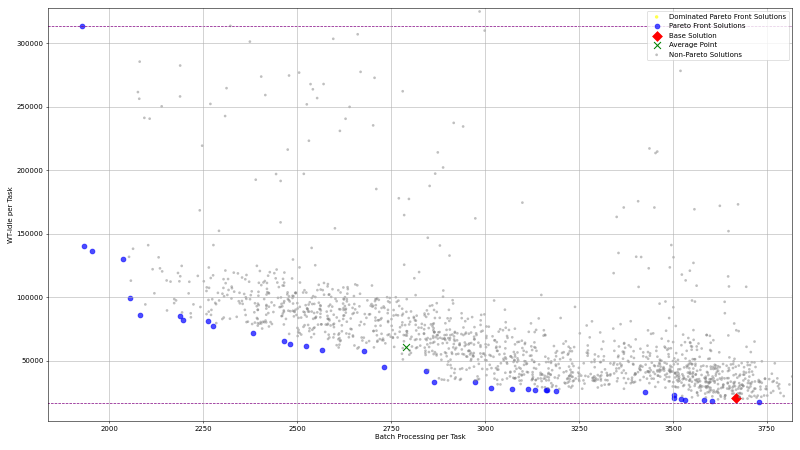 Dominated Pareto Front Solutions
Pareto Front Solutions
Base Solution
Average Point
Non-Pareto Solutions
300000
250000
200000
150000
100000
50000
WT-Idle per Task
2000
2250
2500
2750
3000
3250
3500
3750
Batch Processing per Task